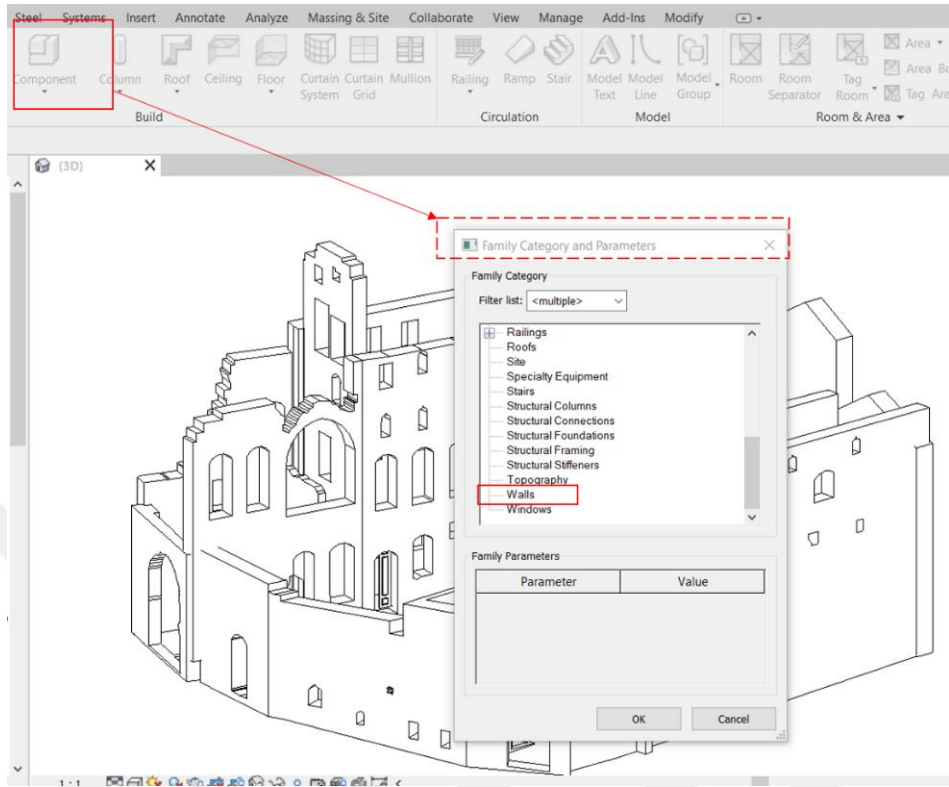 Steel Systems Insert Annotate Analyze Massing & Site Collaborate View Manage Add-Ins Modify
Component Column Roof Ceiling Floor Curtain System Curtain Grid Mullion Railing Ramp Stair Model Text Model Line Model Group Room Room Separator Tag Room Area
Tag
Build Circulation Model Room & Area
(3D)
Family Category and Parameters
Family Category
Filter list: <multiple>
Railings
Roofs
Site
Specialty Equipment
Stairs
Structural Columns
Structural Connections
Structural Foundations
Structural Framing
Structural Stiffeners
Topography
Walls
Windows
Family Parameters
Parameter Value
OK Cancel
1 : 1